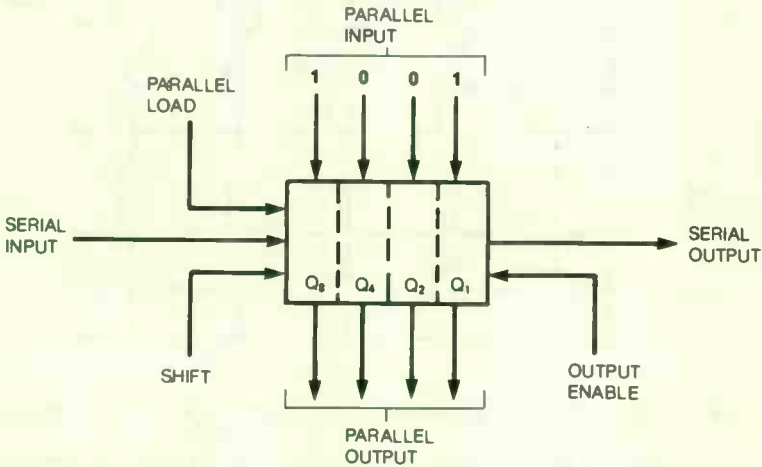 PARALLEL
INPUT
1 0 0 1
PARALLEL
LOAD
SERIAL
INPUT
SERIAL
OUTPUT
Q8 Q4 Q2 Q1
SHIFT
OUTPUT
ENABLE
PARALLEL
OUTPUT